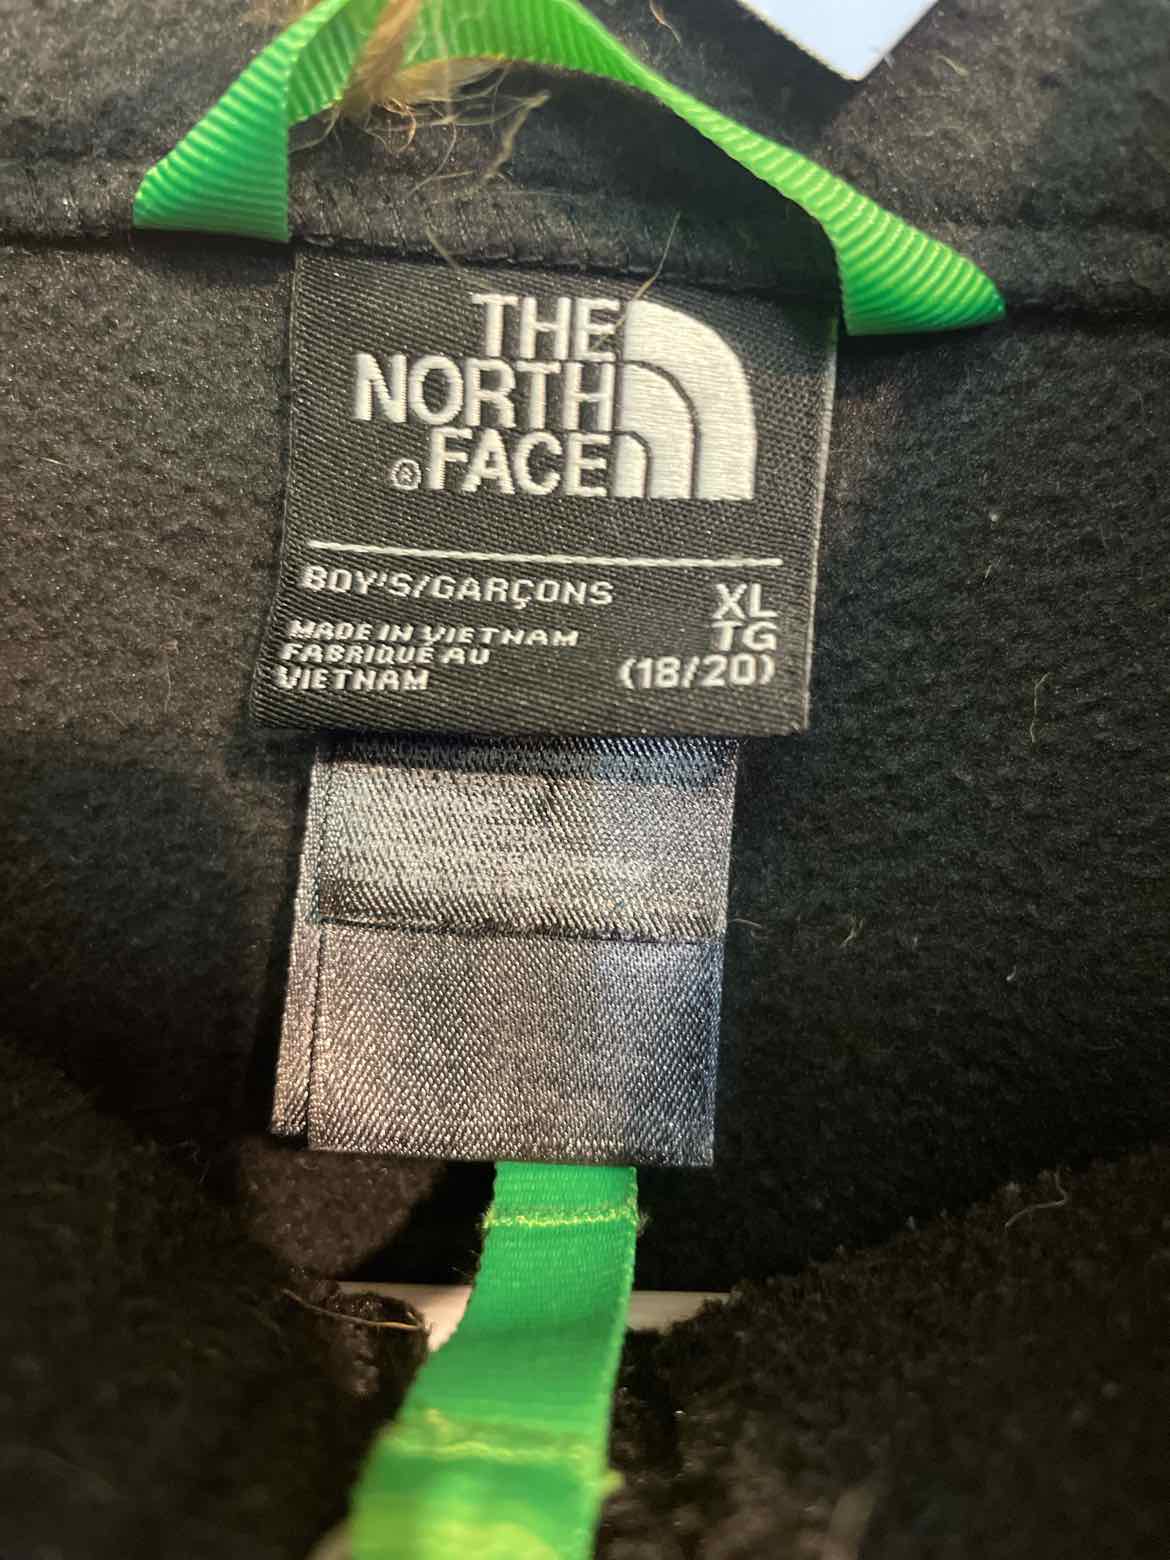 THE
NORTH
®FACE
BOY'S/GARÇONS XL
TG
MADE IN VIETNAM
FABRIQUÉ AU
VIETNAM (18/20)